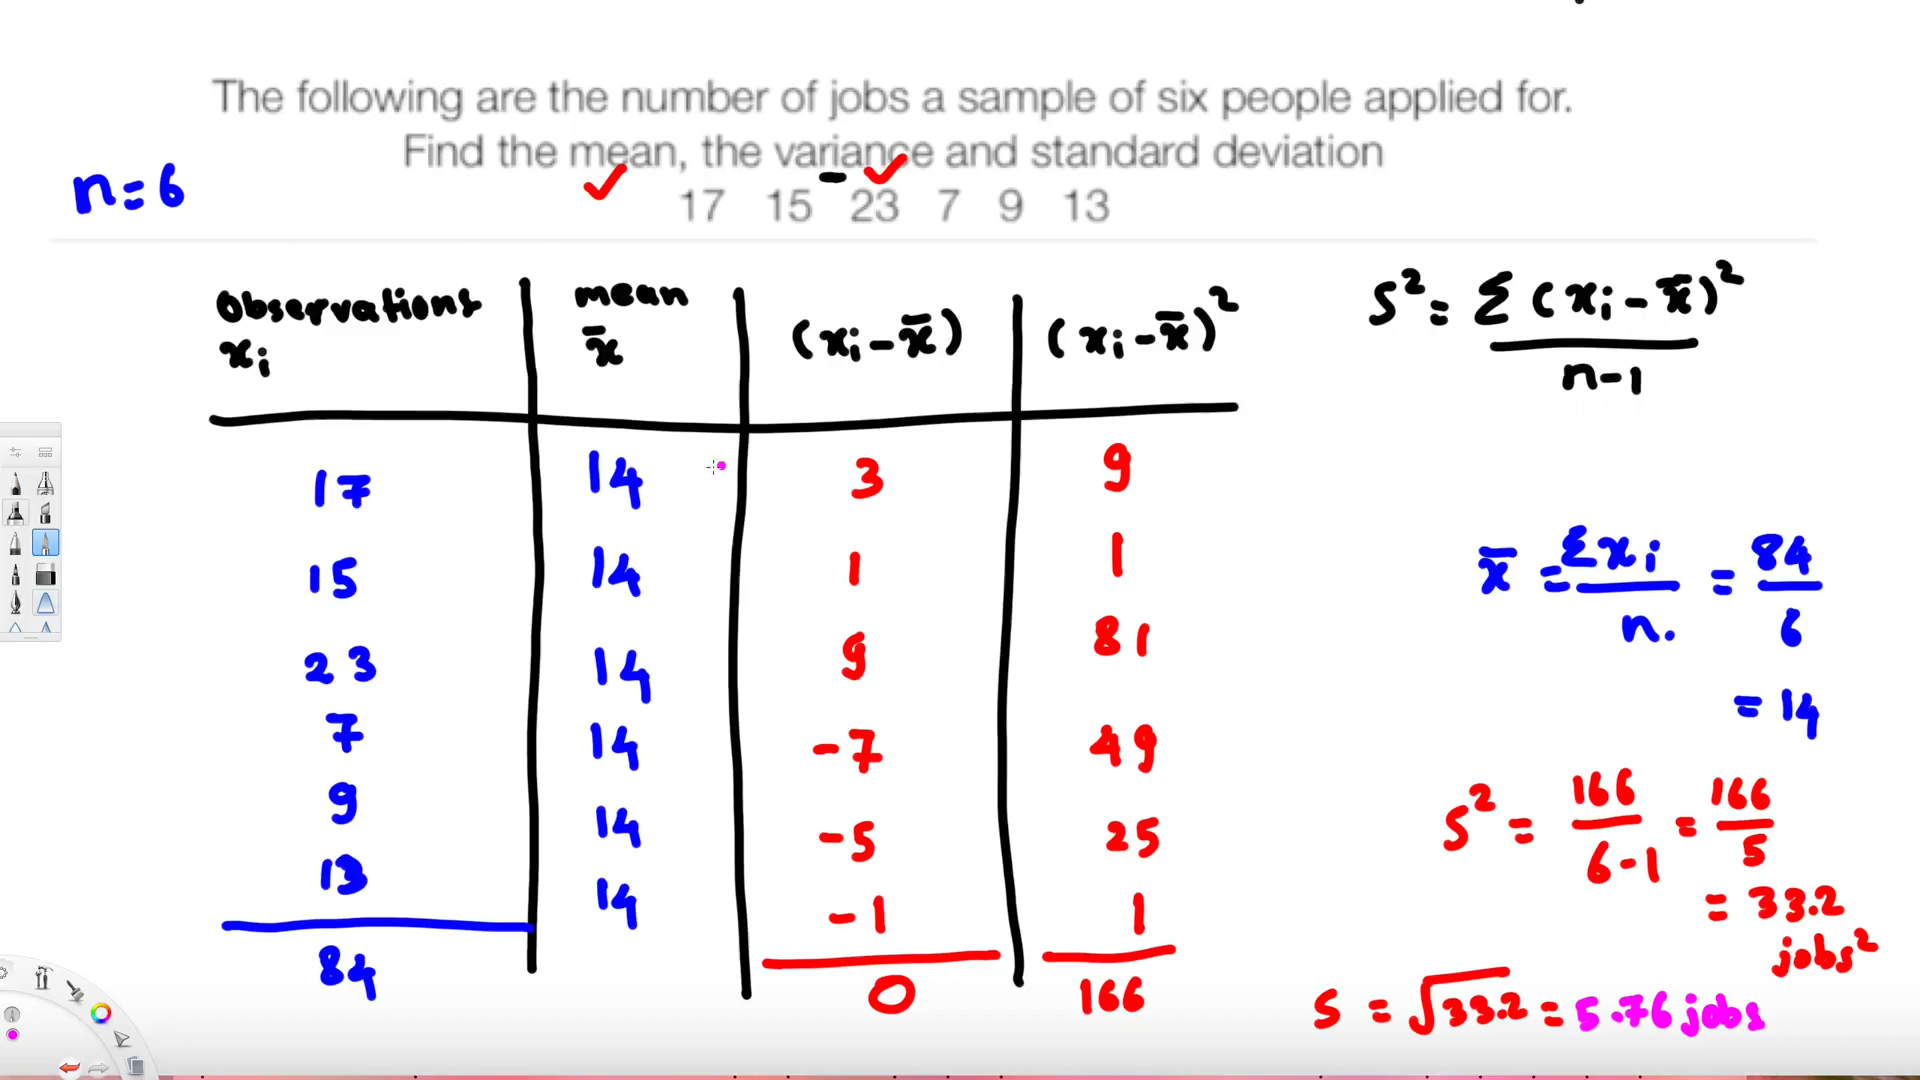 The following are the number of jobs a sample of six people applied for.
Find the mean, the variance and standard deviation
n=6
17 15 23 7 9 13
Observations xᵢ
mean x̄
(xᵢ-x̄)
(xᵢ-x̄)²
S² = Σ(xᵢ-x̄)² / n-1
17 14 3 9
15 14 1 1
23 14 9 81
7 14 -7 49
9 14 -5 25
13 14 -1 1
84 0 166
x̄ = Σxᵢ / n. = 84 / 6
= 14
S² = 166 / 6-1 = 166 / 5
= 33.2
jobs²
S = √33.2 = 5.76 jobs